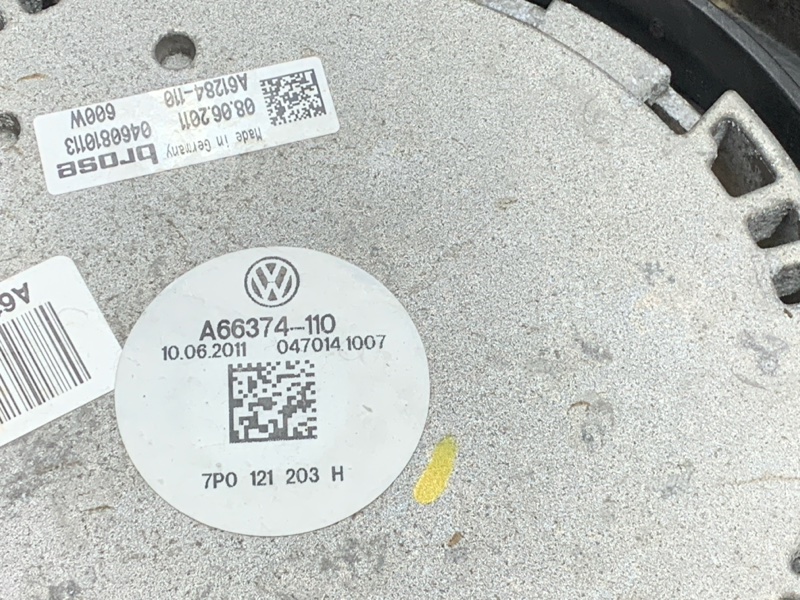 brose
Made in Germany
0460810113
08.06.2011
600W
A61284-110
VW
A66374-110
10.06.2011 047014.1007
7P0 121 203 H